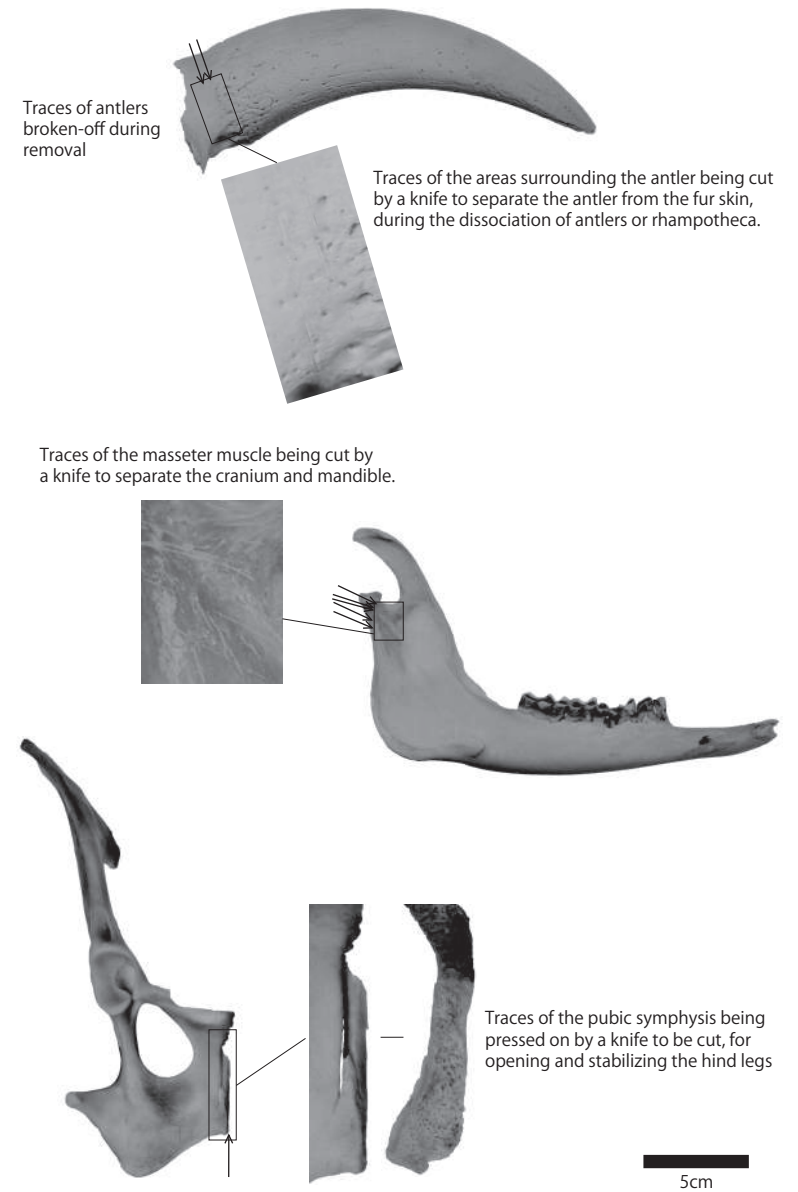 Traces of antlers
broken-off during
removal
Traces of the areas surrounding the antler being cut
by a knife to separate the antler from the fur skin,
during the dissociation of antlers or rhampotheca.
Traces of the masseter muscle being cut by
a knife to separate the cranium and mandible.
Traces of the pubic symphysis being
pressed on by a knife to be cut, for
opening and stabilizing the hind legs
5cm